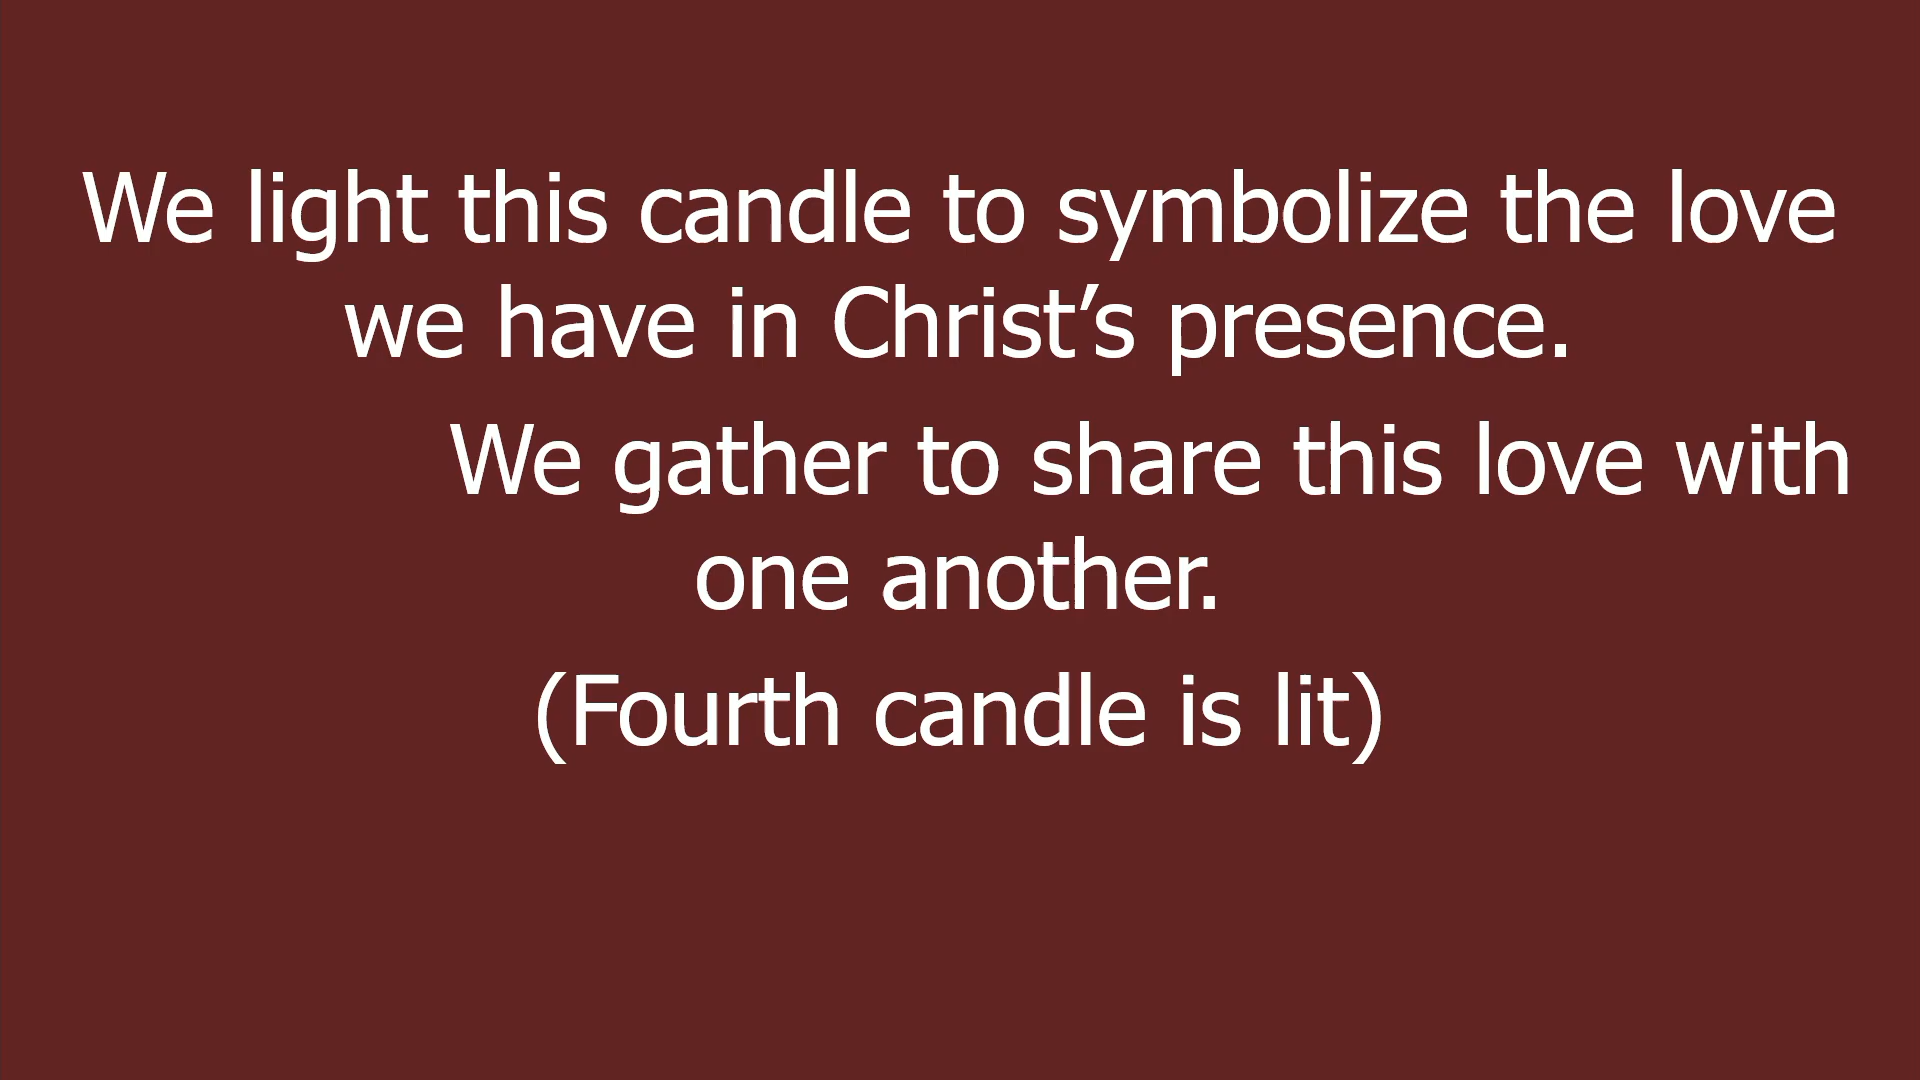 We light this candle to symbolize the love
we have in Christ’s presence.
We gather to share this love with
one another.
(Fourth candle is lit)